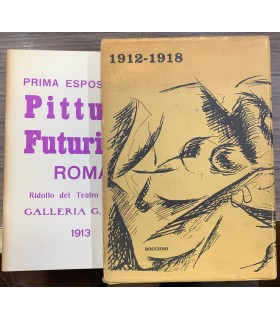 PRIMA ESPOS
Pittu
Futuri
ROMA
Ridotto del Teatro
GALLERIA G.
1913
1912-1918
BOCCIONI